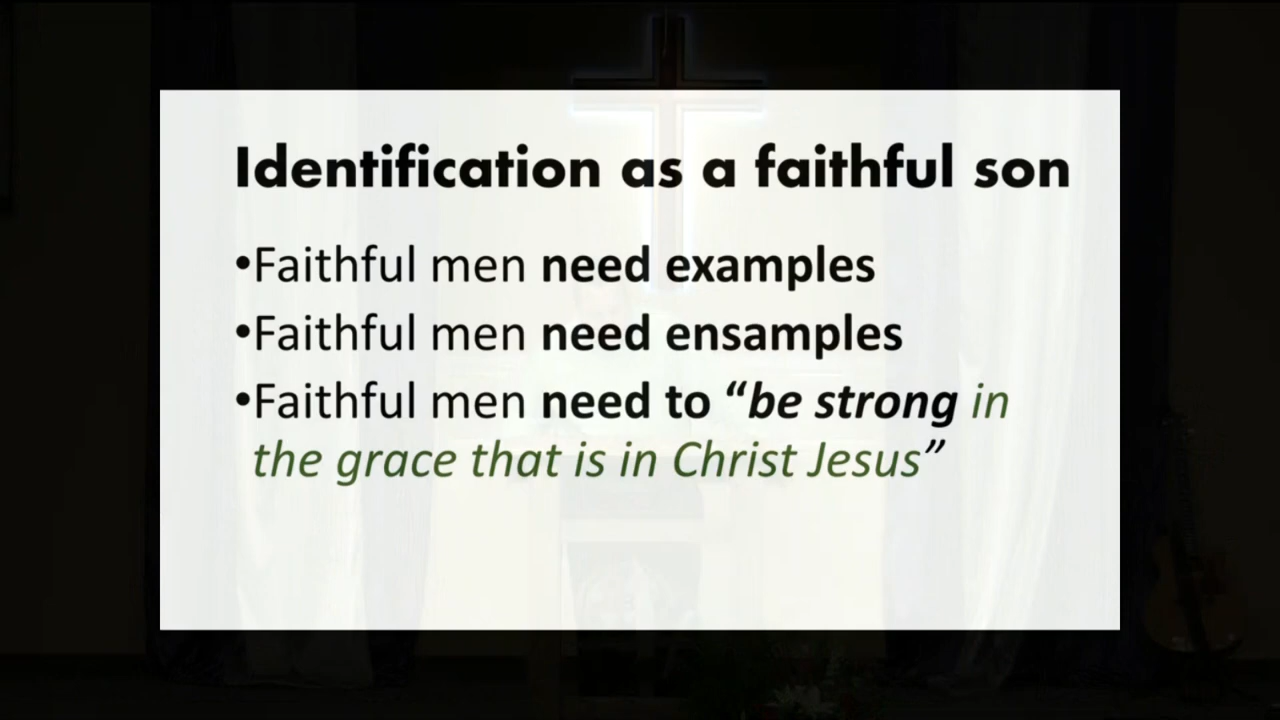 Identification as a faithful son
•Faithful men need examples
•Faithful men need ensamples
•Faithful men need to “be strong in
the grace that is in Christ Jesus”